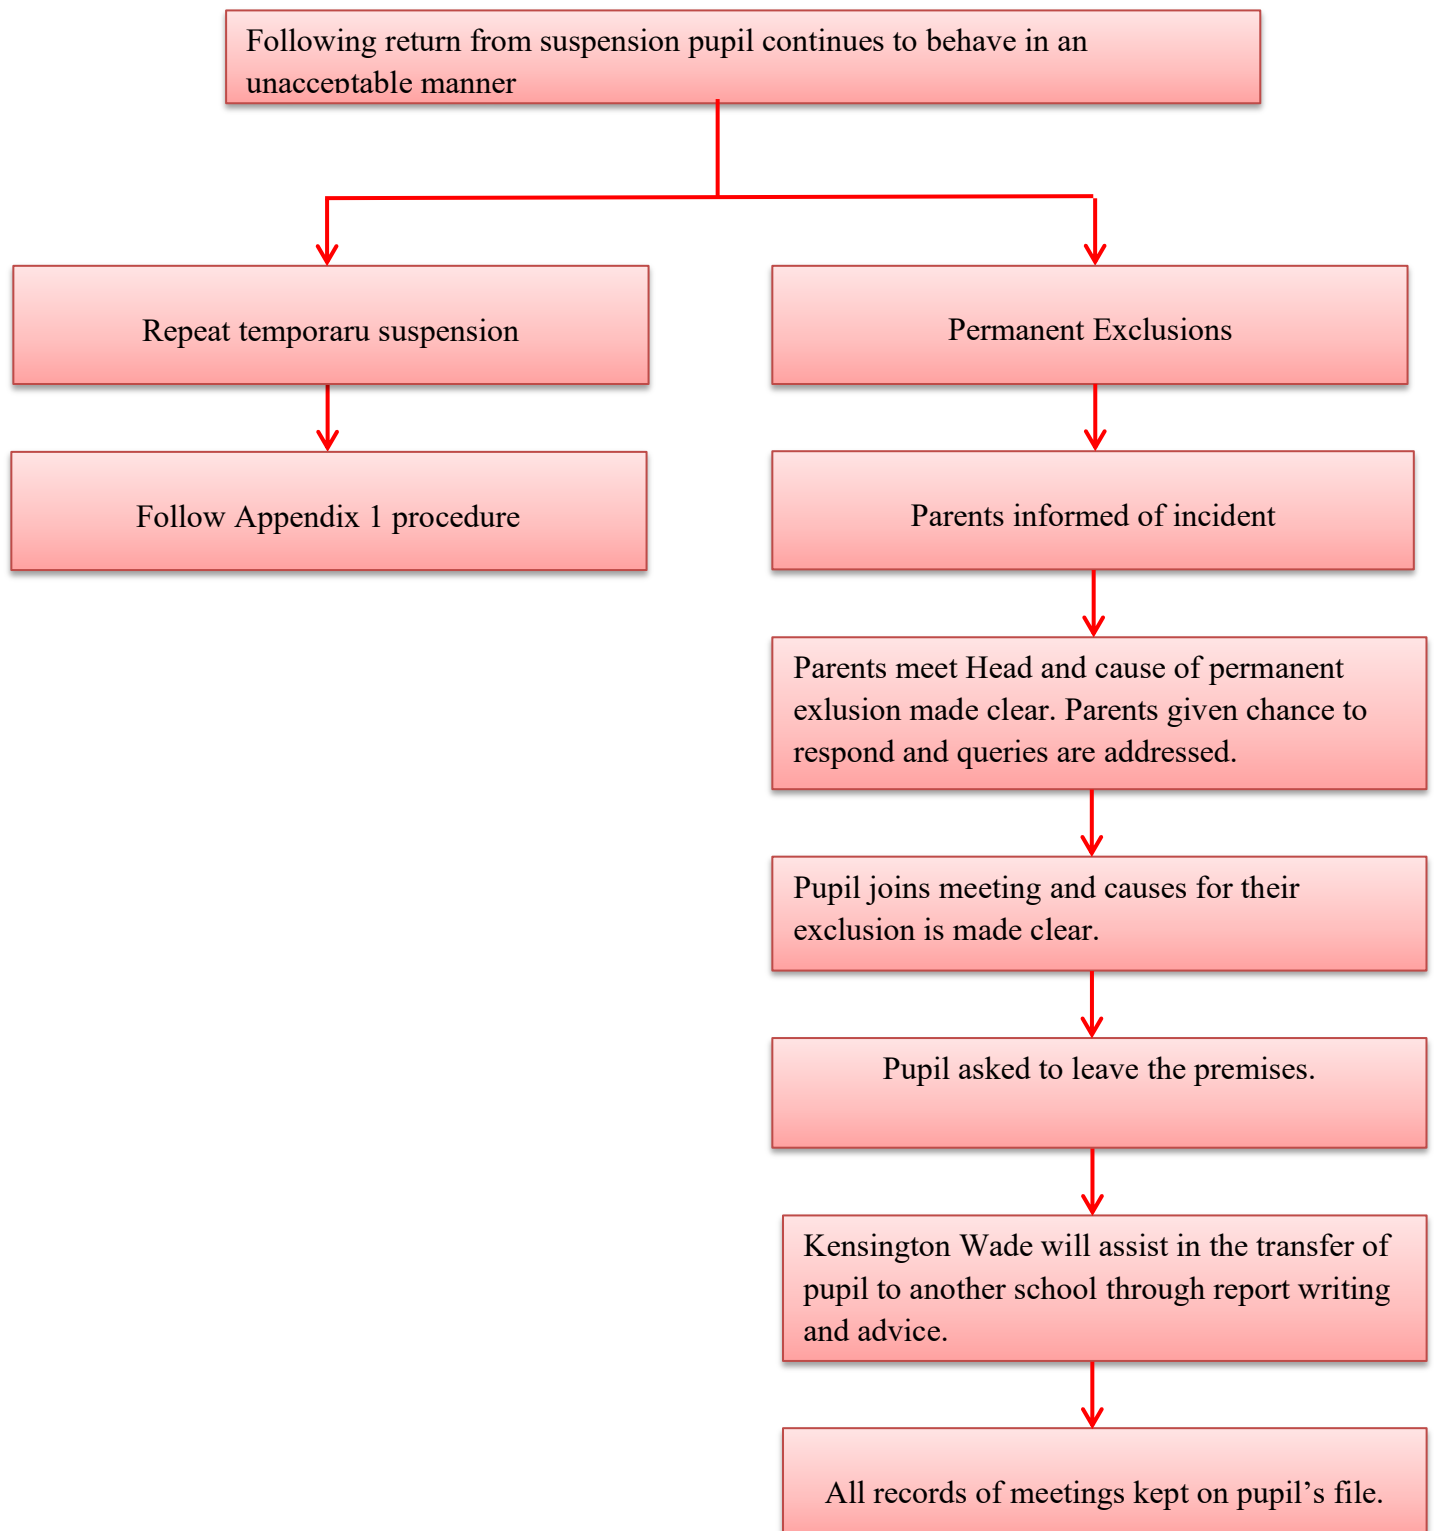 Following return from suspension pupil continues to behave in an
unacceptable manner
Repeat temporaru suspension
Permanent Exclusions
Follow Appendix 1 procedure
Parents informed of incident
Parents meet Head and cause of permanent
exlusion made clear. Parents given chance to
respond and queries are addressed.
Pupil joins meeting and causes for their
exclusion is made clear.
Pupil asked to leave the premises.
Kensington Wade will assist in the transfer of
pupil to another school through report writing
and advice.
All records of meetings kept on pupil’s file.